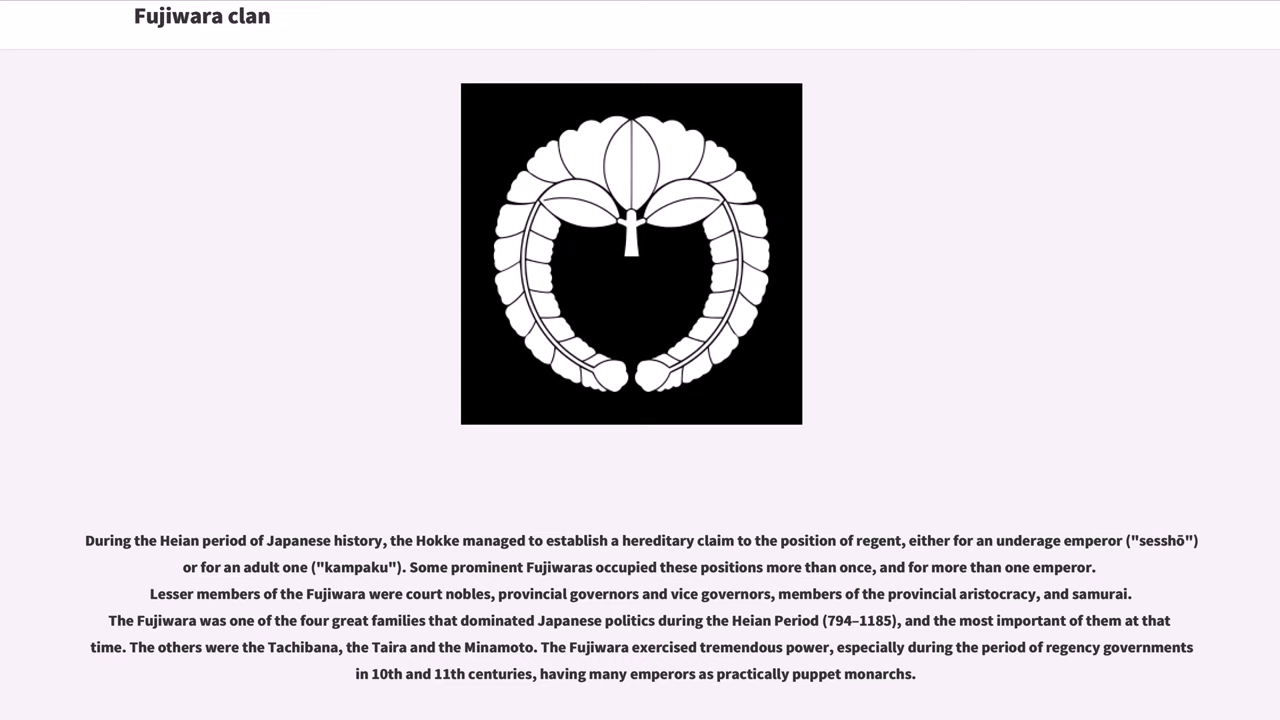 Fujiwara clan
During the Heian period of Japanese history, the Hokke managed to establish a hereditary claim to the position of regent, either for an underage emperor ("sesshō")
or for an adult one ("kampaku"). Some prominent Fujiwaras occupied these positions more than once, and for more than one emperor.
Lesser members of the Fujiwara were court nobles, provincial governors and vice governors, members of the provincial aristocracy, and samurai.
The Fujiwara was one of the four great families that dominated Japanese politics during the Heian Period (794–1185), and the most important of them at that
time. The others were the Tachibana, the Taira and the Minamoto. The Fujiwara exercised tremendous power, especially during the period of regency governments
in 10th and 11th centuries, having many emperors as practically puppet monarchs.